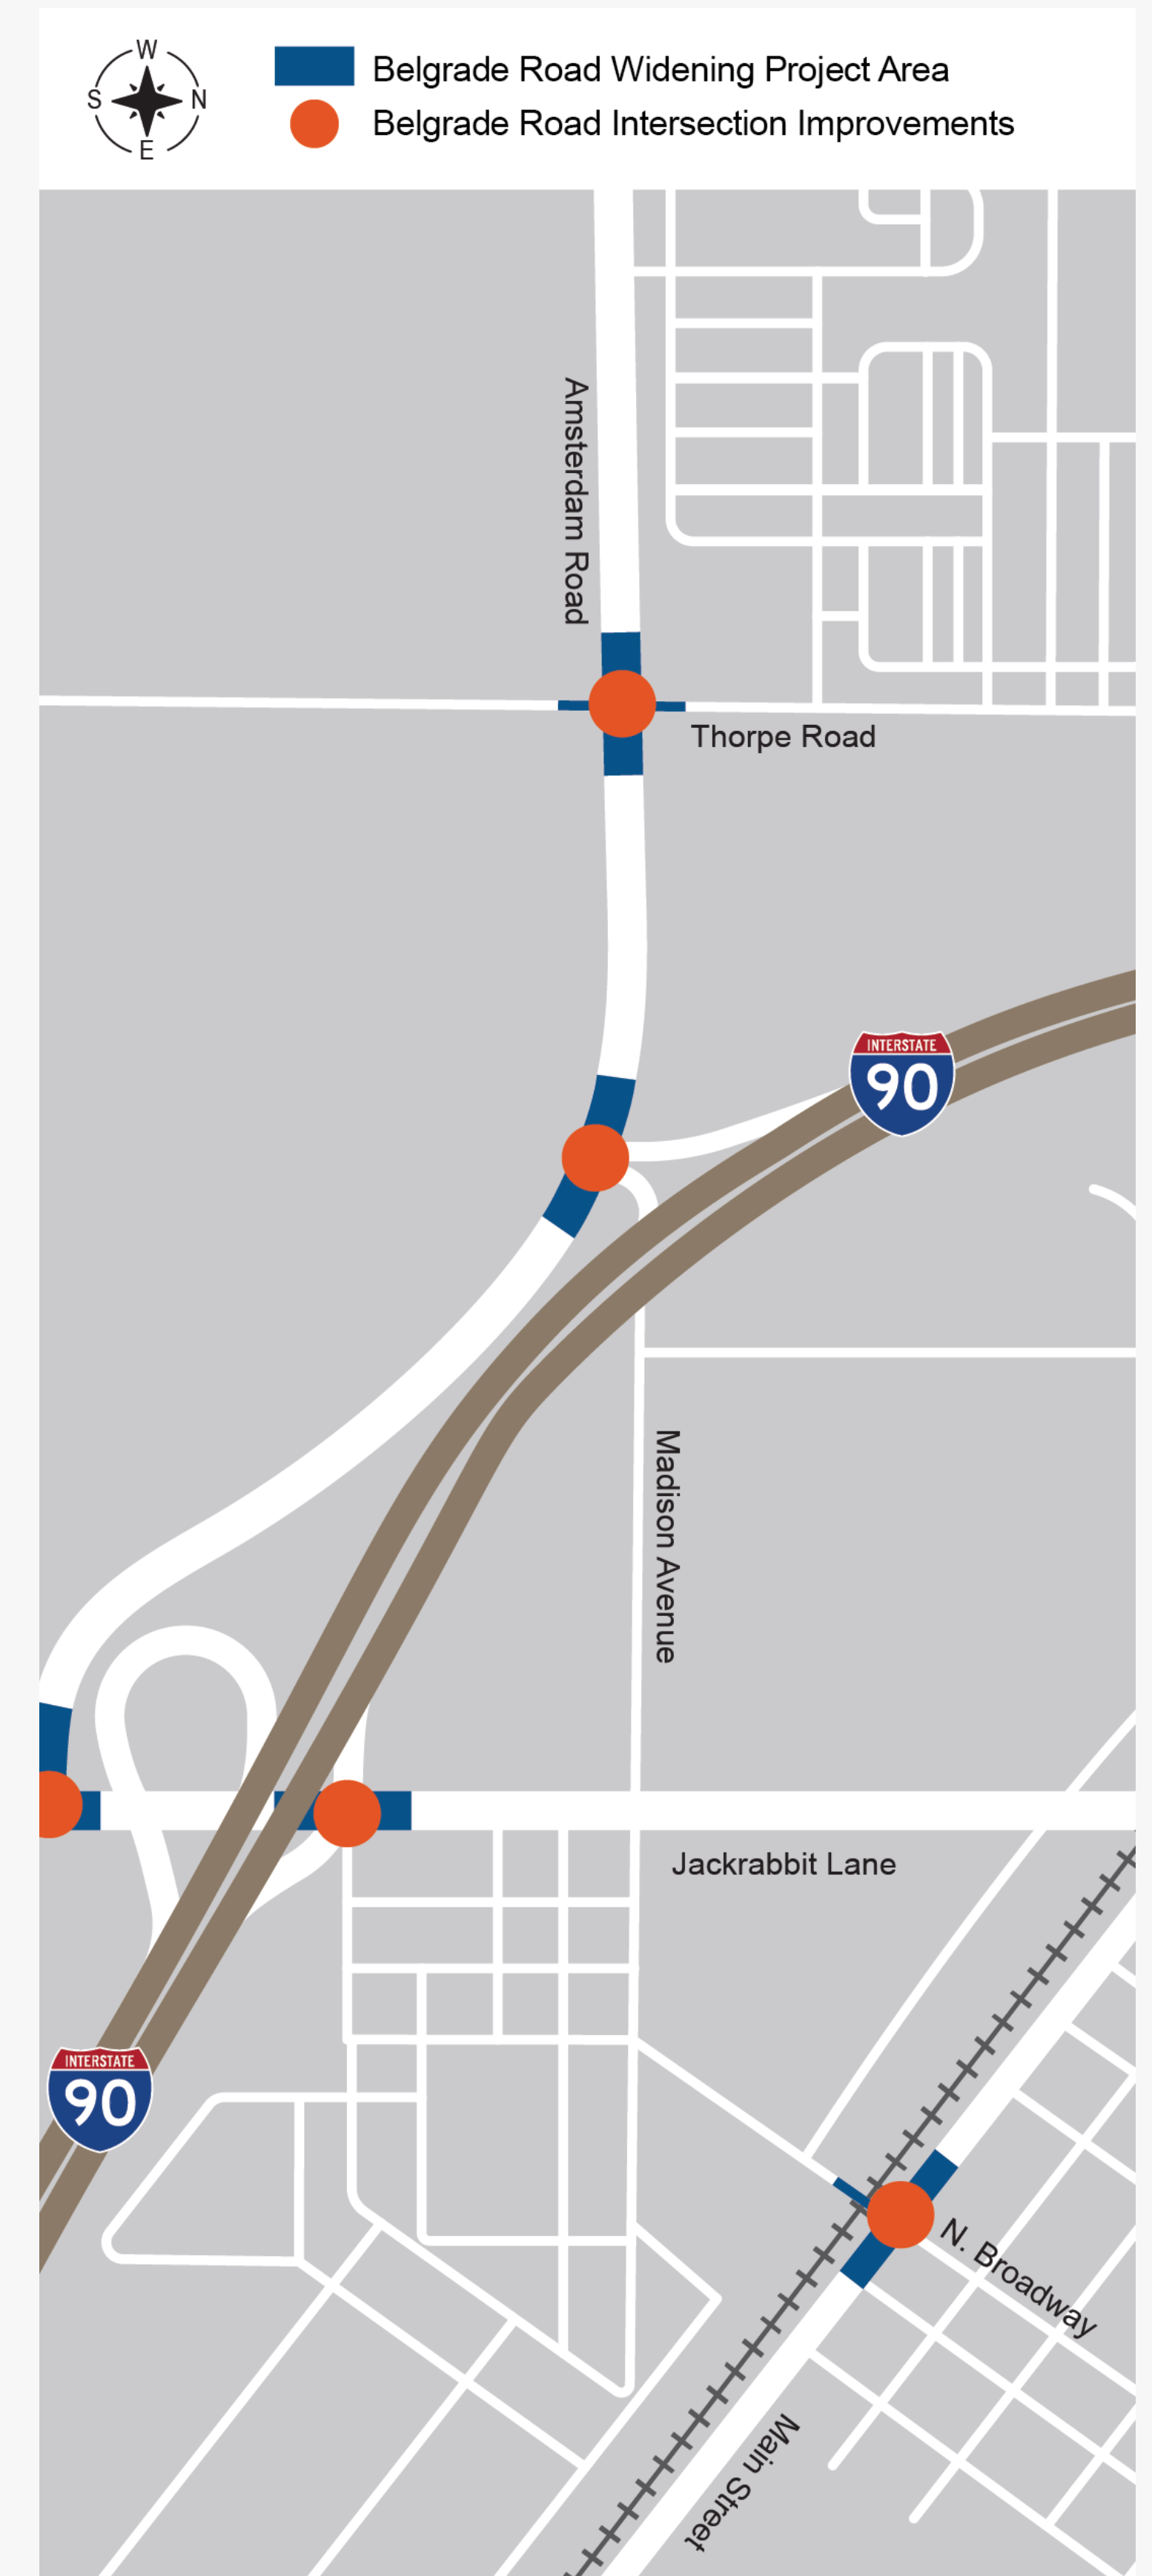 W
S N
E
Belgrade Road Widening Project Area
Belgrade Road Intersection Improvements
Amsterdam Road
Thorpe Road
INTERSTATE
90
Madison Avenue
Jackrabbit Lane
INTERSTATE
90
N. Broadway
Main Street